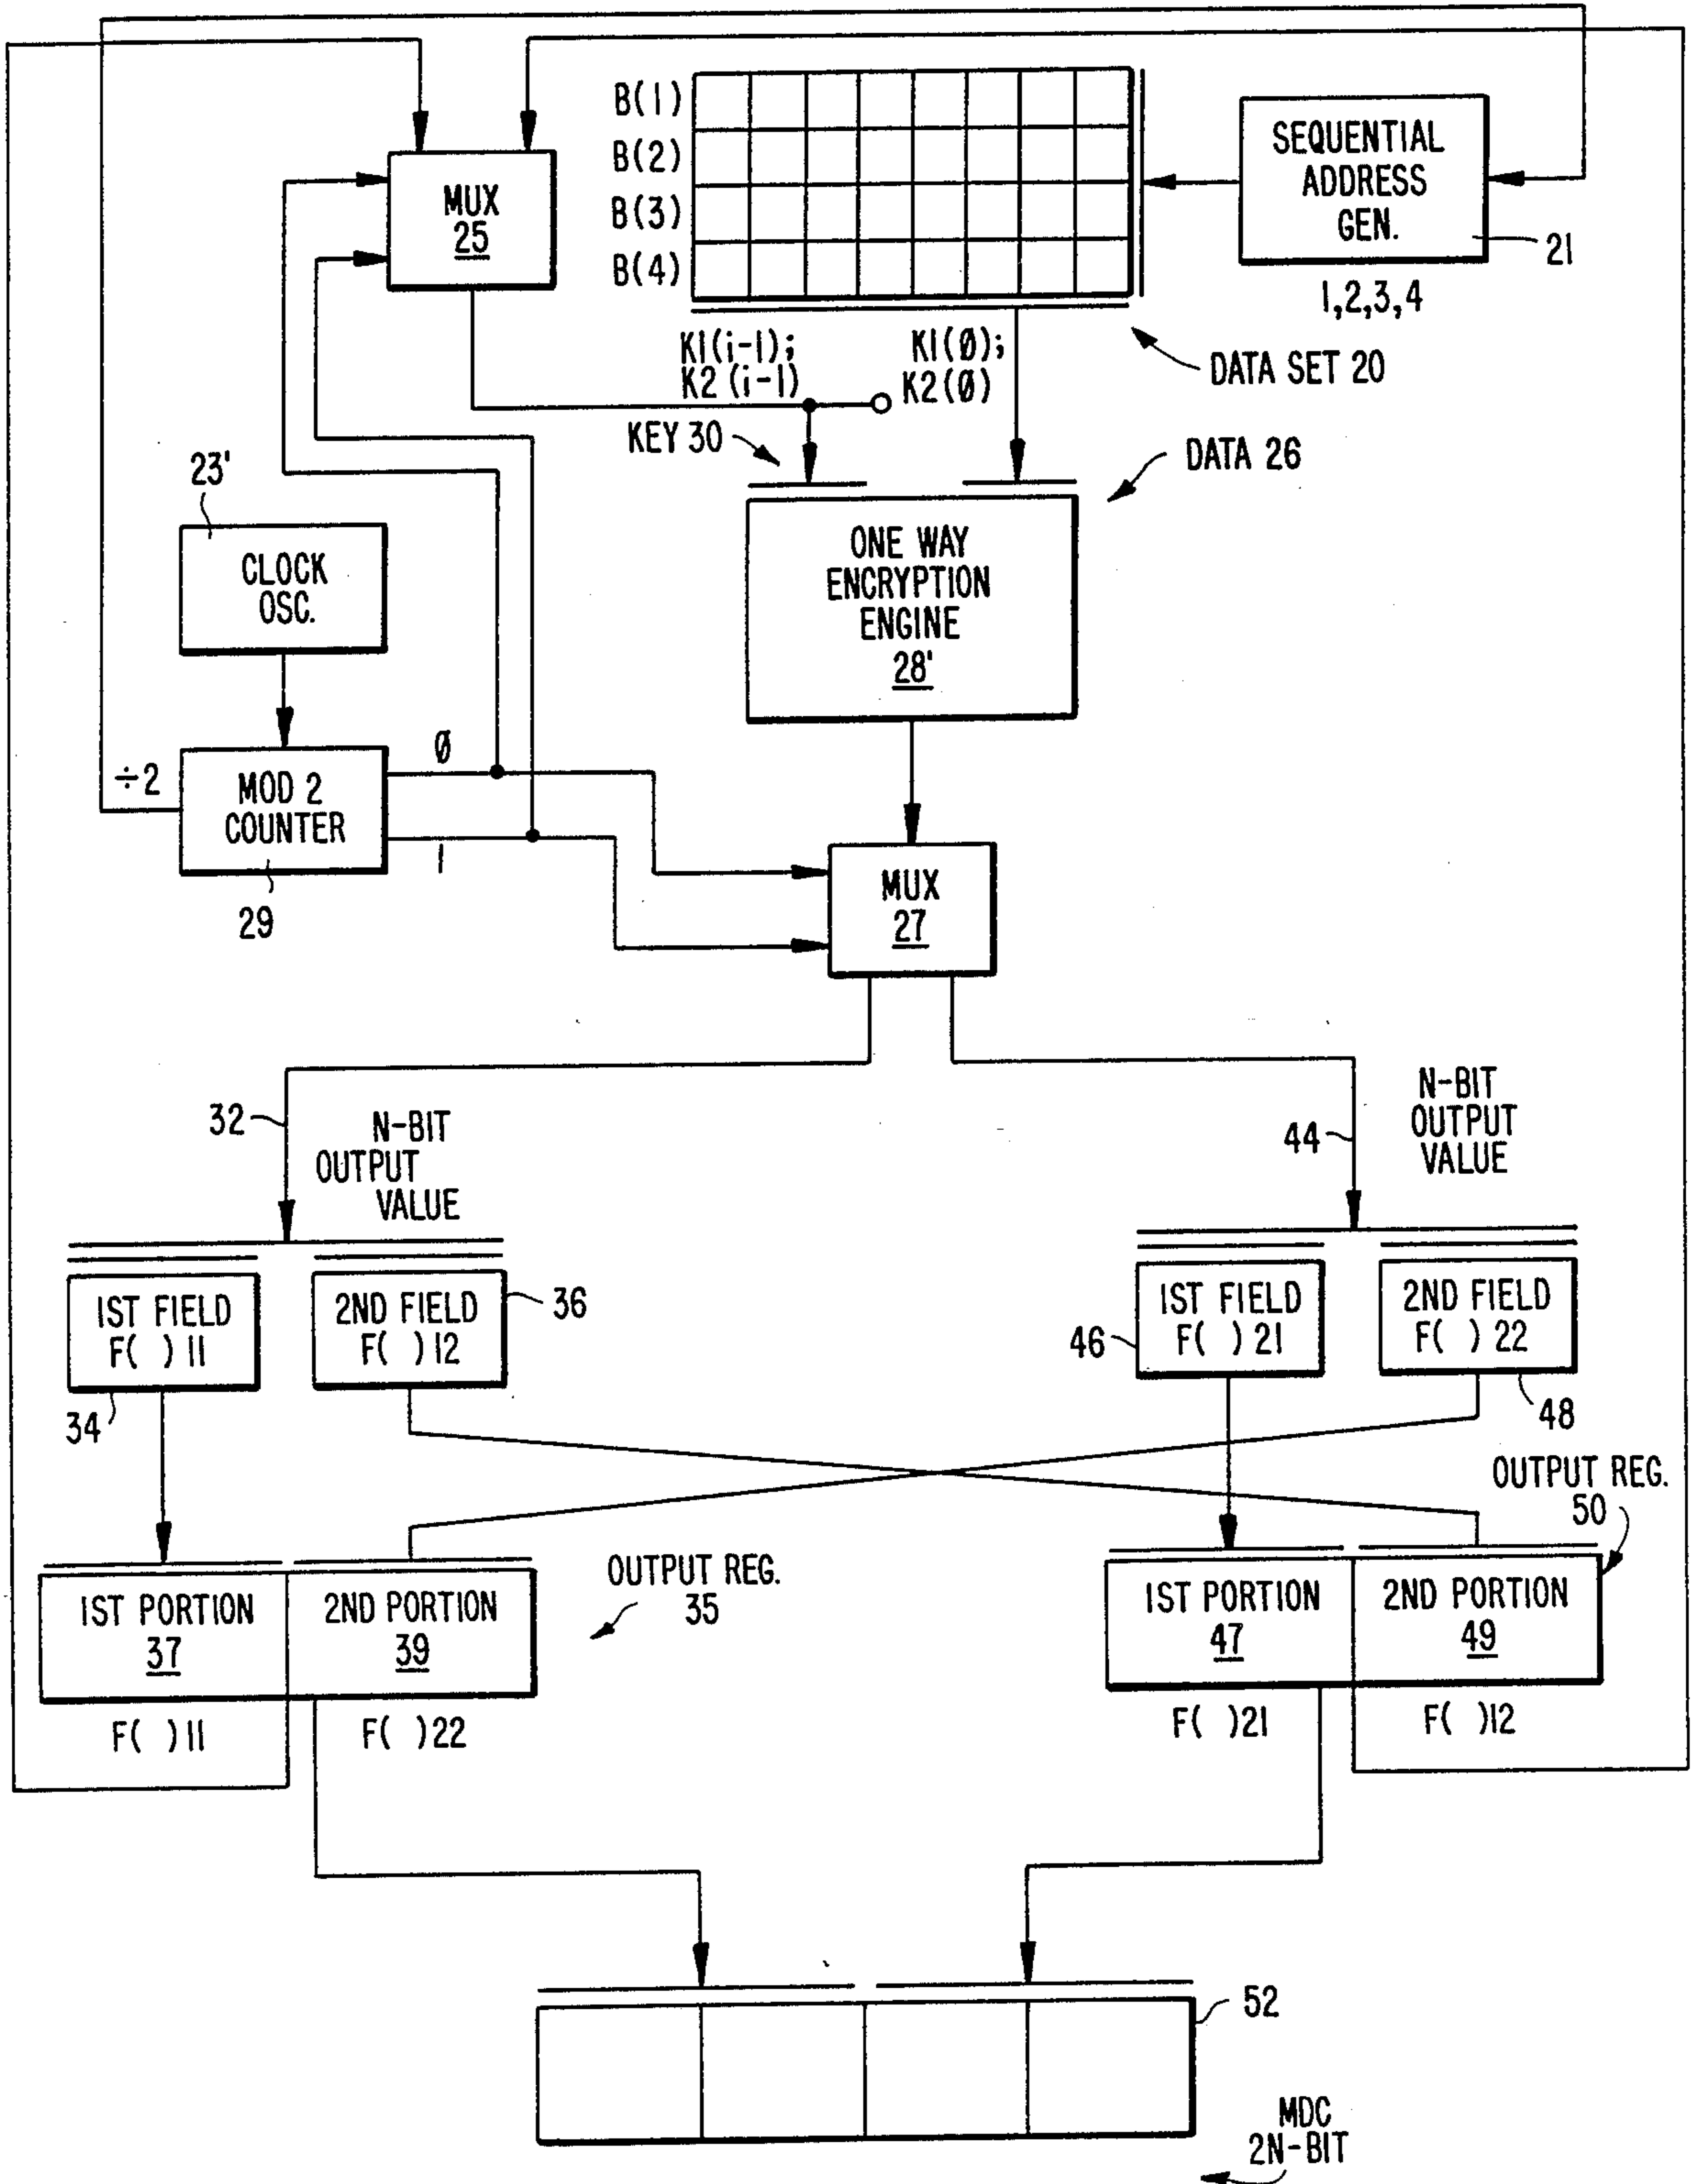 B(1)
B(2)
B(3)
B(4)
SEQUENTIAL
ADDRESS
GEN.
21
1,2,3,4
MUX
25
K1(i-1);
K2(i-1)
K1(Ø);
K2(Ø)
DATA SET 20
KEY 30
DATA 26
23'
CLOCK
OSC.
ONE WAY
ENCRYPTION
ENGINE
28'
÷2
MOD 2
COUNTER
Ø
1
29
MUX
27
32
N-BIT
OUTPUT
VALUE
44
N-BIT
OUTPUT
VALUE
1ST FIELD
F( )11
34
2ND FIELD
F( )12
36
1ST FIELD
F( )21
46
2ND FIELD
F( )22
48
OUTPUT REG.
35
OUTPUT REG.
50
1ST PORTION
37
2ND PORTION
39
1ST PORTION
47
2ND PORTION
49
F( )11
F( )22
F( )21
F( )12
52
MDC
2N-BIT